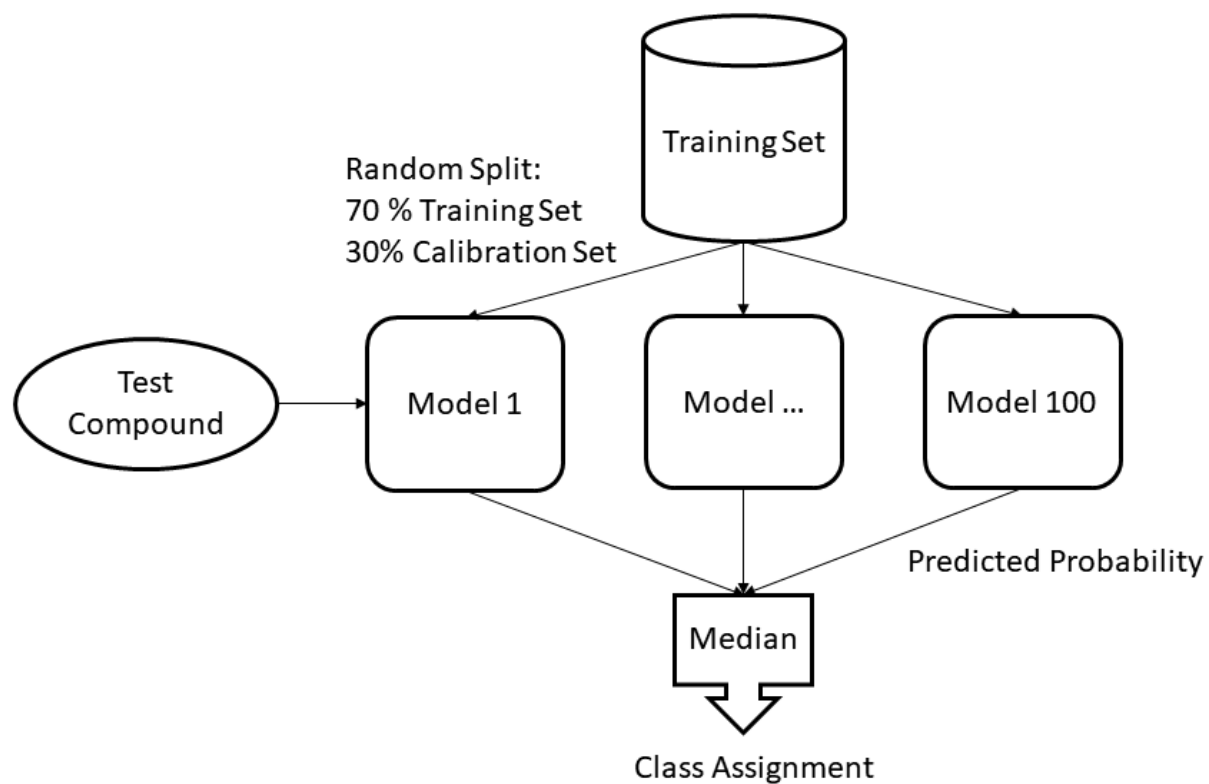 Training Set
Random Split:
70 % Training Set
30% Calibration Set
Test
Compound
Model 1
Model ...
Model 100
Predicted Probability
Median
Class Assignment